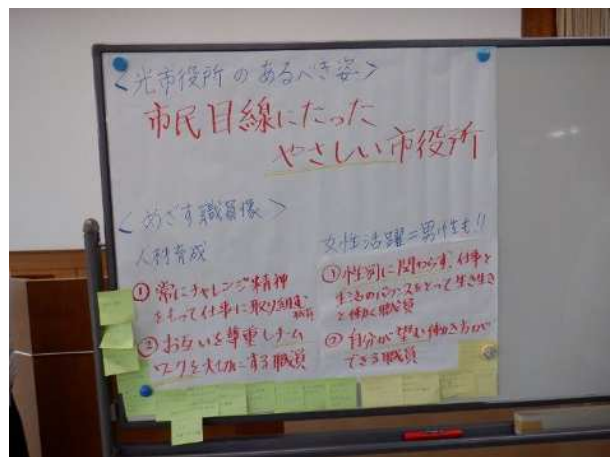 <光市役所のあるべき姿>
市民目線にたった
やさしい市役所
<めざす職員像>
人材育成
① 常にチャレンジ精神
をもって仕事に取り組む
職員
② お互いを尊重しチーム
ワークを大切にする職員
女性活躍=男性も!!
① 性別に関わらず、仕事と
生活のバランスをとって生き生き
と働く職員
② 自分が望む働き方が
できる職員